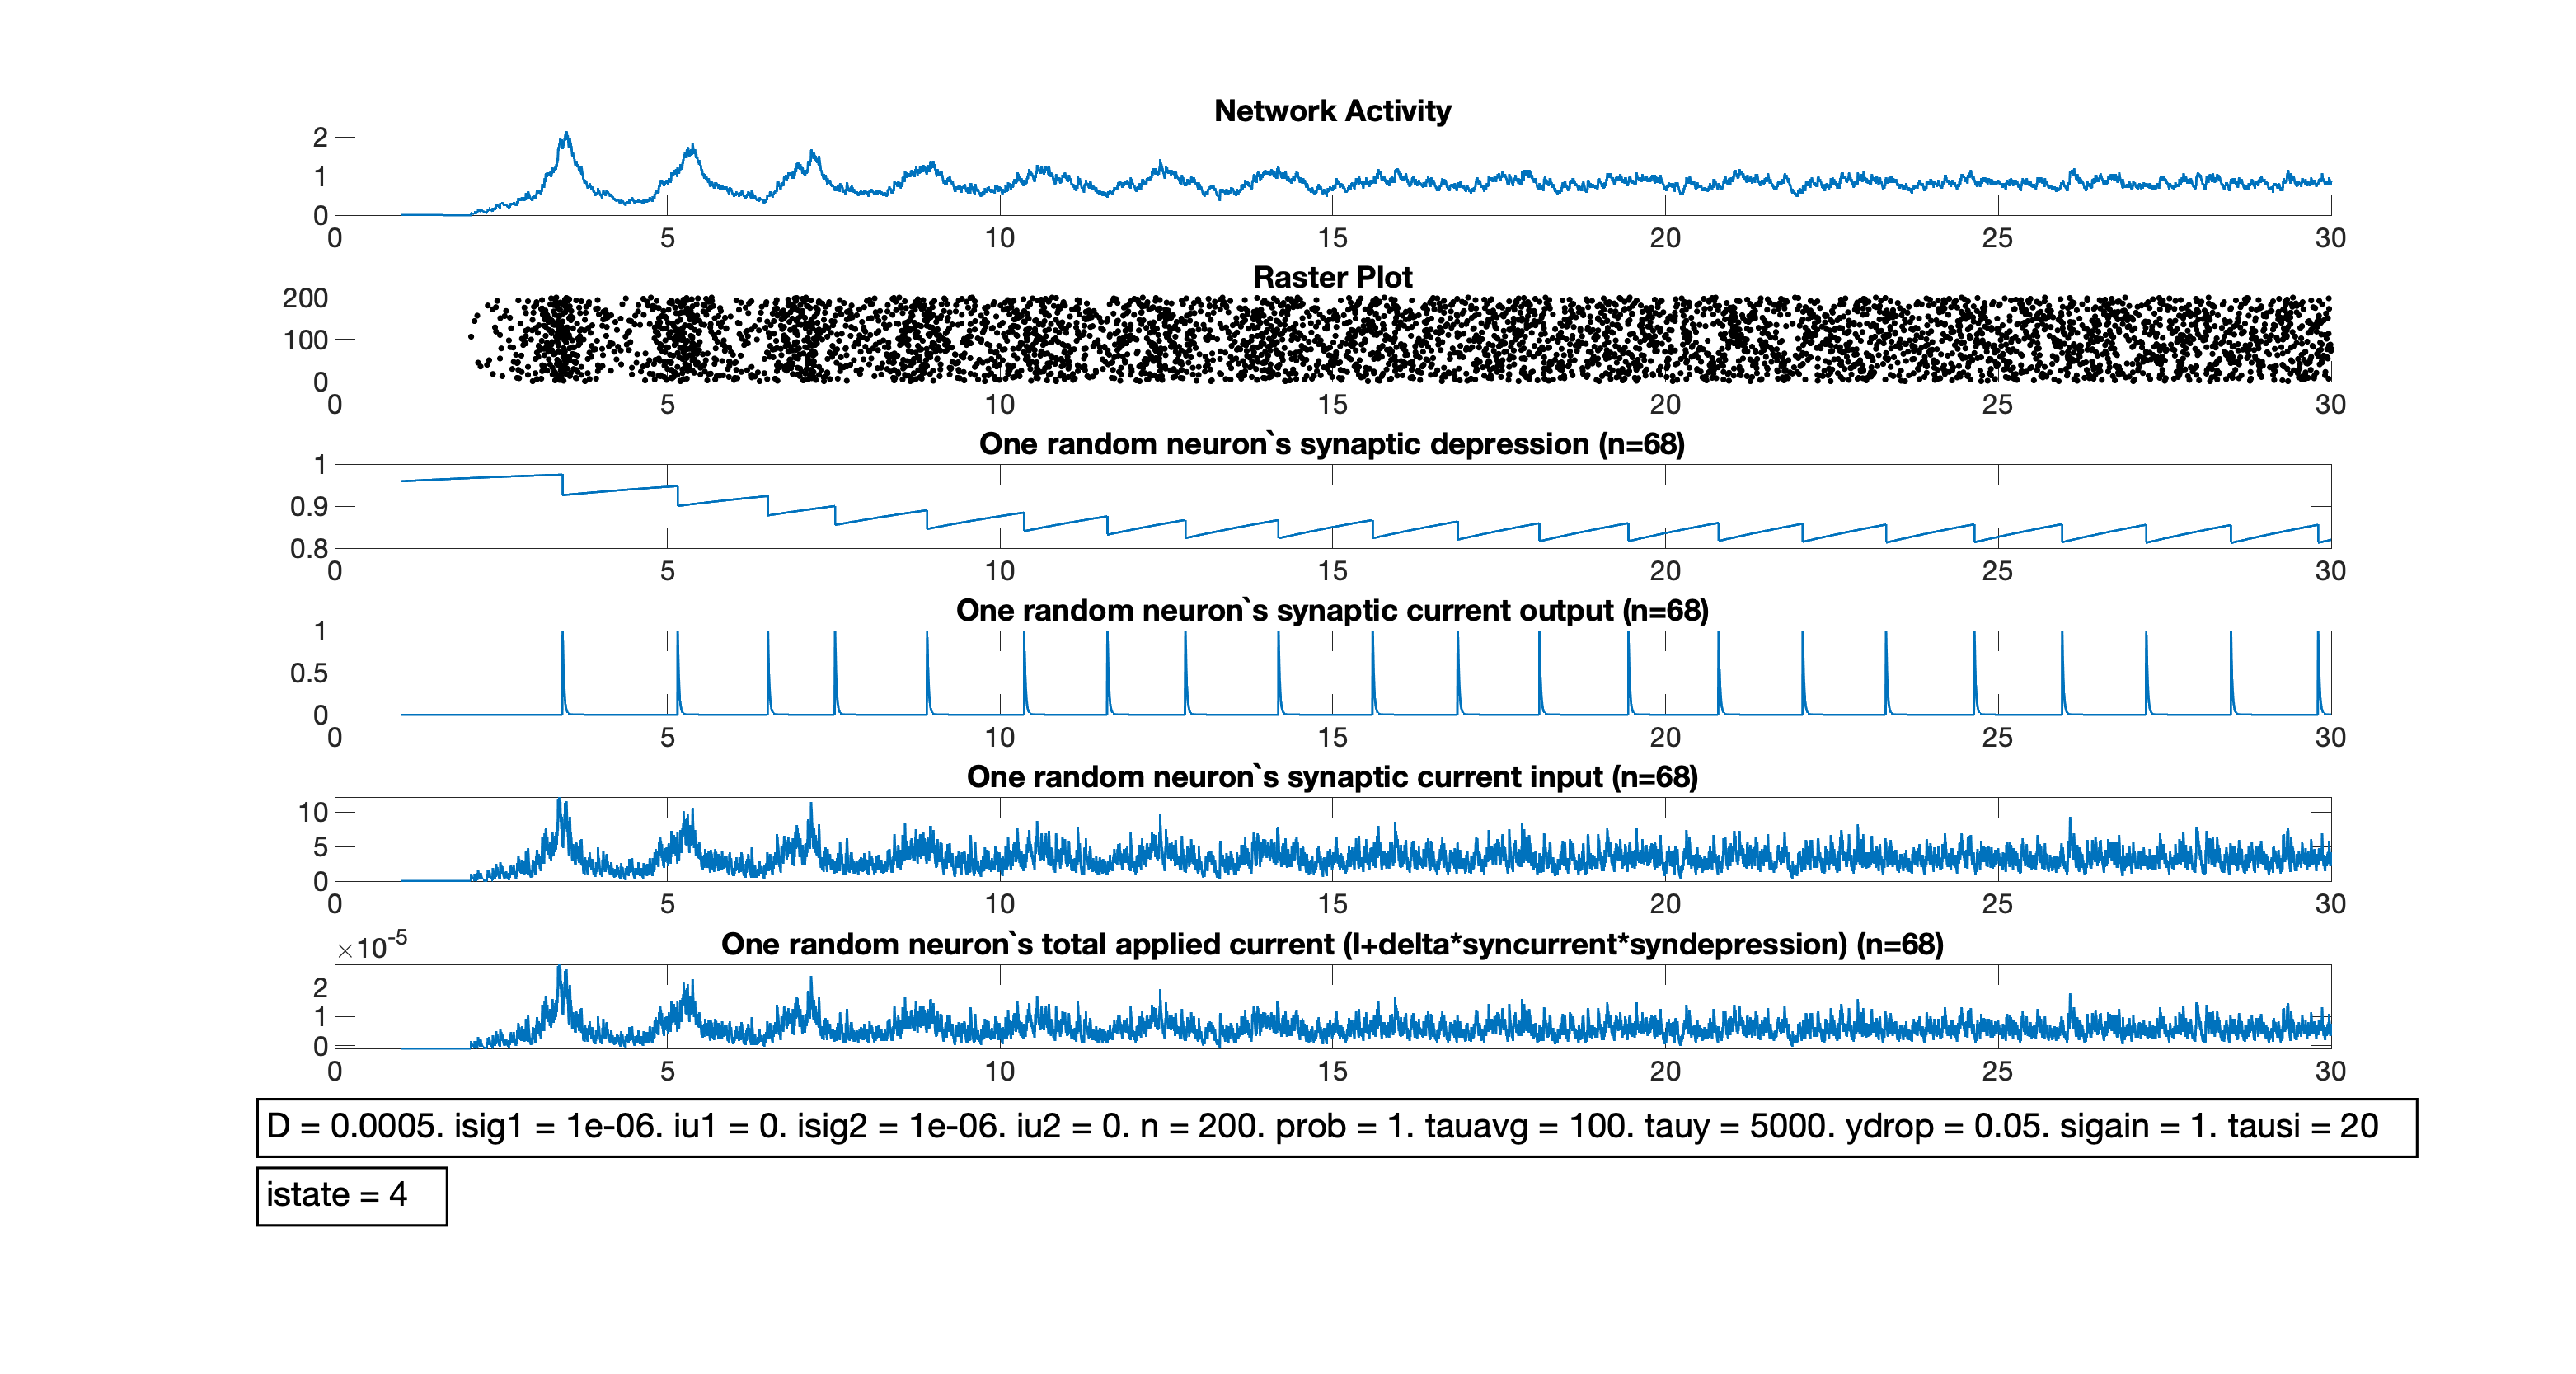 Network Activity
2
1
0
0 5 10 15 20 25 30
Raster Plot
200
100
0
0 5 10 15 20 25 30
One random neuron`s synaptic depression (n=68)
1
0.9
0.8
0 5 10 15 20 25 30
One random neuron`s synaptic current output (n=68)
1
0.5
0
0 5 10 15 20 25 30
One random neuron`s synaptic current input (n=68)
10
5
0
0 5 10 15 20 25 30
×10-5 One random neuron`s total applied current (I+delta*syncurrent*syndepression) (n=68)
2
1
0
0 5 10 15 20 25 30
D = 0.0005. isig1 = 1e-06. iu1 = 0. isig2 = 1e-06. iu2 = 0. n = 200. prob = 1. tauavg = 100. tauy = 5000. ydrop = 0.05. sigain = 1. tausi = 20
istate = 4